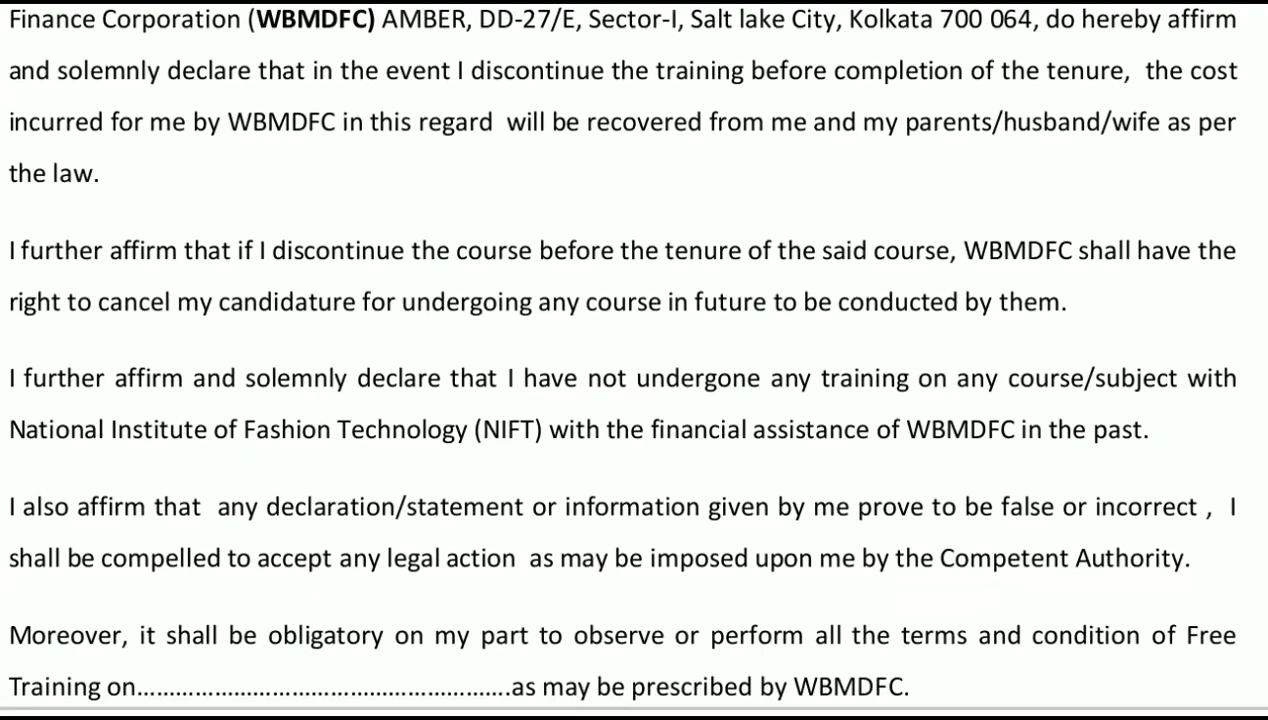 Finance Corporation (WBMDFC) AMBER, DD-27/E, Sector-I, Salt lake City, Kolkata 700 064, do hereby affirm
and solemnly declare that in the event I discontinue the training before completion of the tenure, the cost
incurred for me by WBMDFC in this regard will be recovered from me and my parents/husband/wife as per
the law.
I further affirm that if I discontinue the course before the tenure of the said course, WBMDFC shall have the
right to cancel my candidature for undergoing any course in future to be conducted by them.
I further affirm and solemnly declare that I have not undergone any training on any course/subject with
National Institute of Fashion Technology (NIFT) with the financial assistance of WBMDFC in the past.
I also affirm that any declaration/statement or information given by me prove to be false or incorrect , I
shall be compelled to accept any legal action as may be imposed upon me by the Competent Authority.
Moreover, it shall be obligatory on my part to observe or perform all the terms and condition of Free
Training on..........................................................as may be prescribed by WBMDFC.